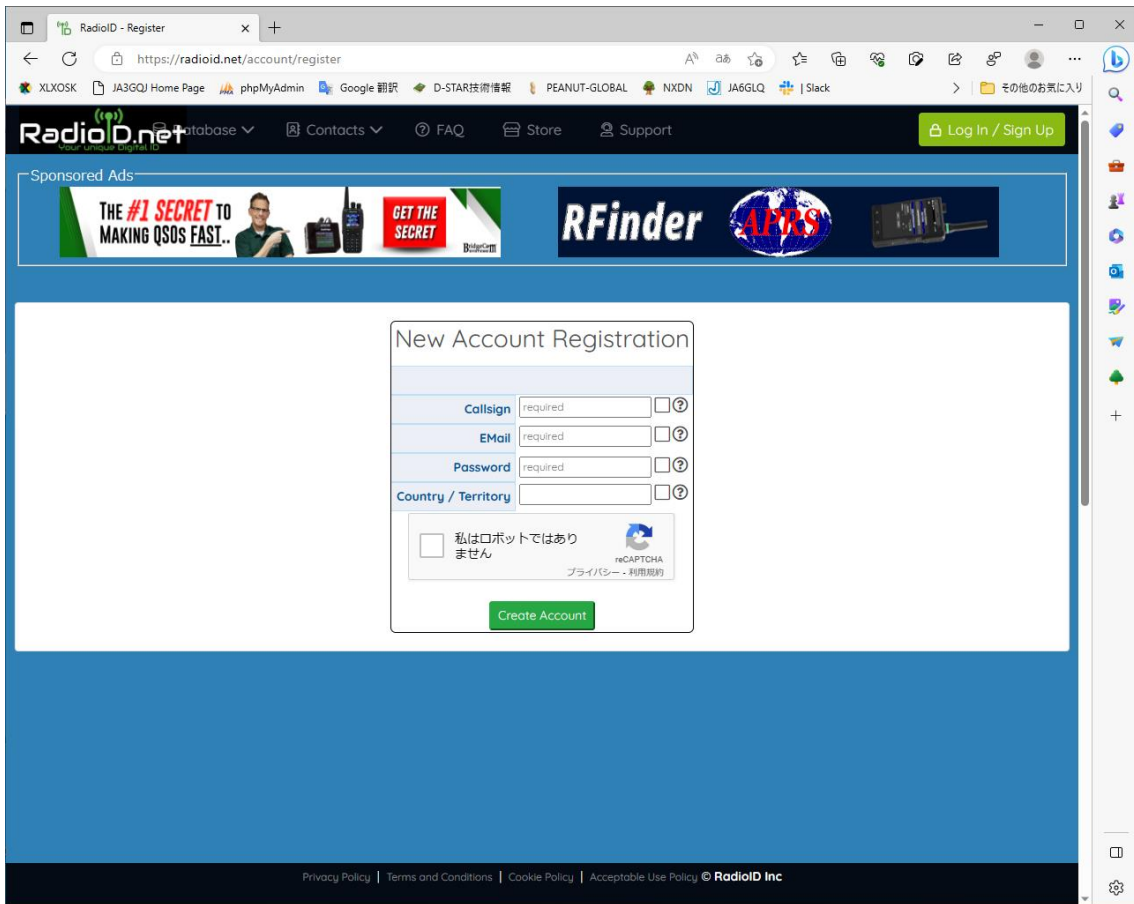 RadioID - Register
https://radioid.net/account/register
XLXOSK JA3GQJ Home Page phpMyAdmin Google 翻訳 D-STAR技術情報 PEANUT-GLOBAL NXDN JA6GLQ | Slack その他のお気に入り
RadioID.net Database Contacts FAQ Store Support Log In / Sign Up
Your unique Digital ID
Sponsored Ads
THE #1 SECRET TO
MAKING QSOS FAST..
GET THE
SECRET
BridgeCom
RFinder
APRS
New Account Registration
Callsign required
EMail required
Password required
Country / Territory
私はロボットではあり
ません
reCAPTCHA
プライバシー - 利用規約
Create Account
Privacy Policy | Terms and Conditions | Cookie Policy | Acceptable Use Policy © RadioID Inc